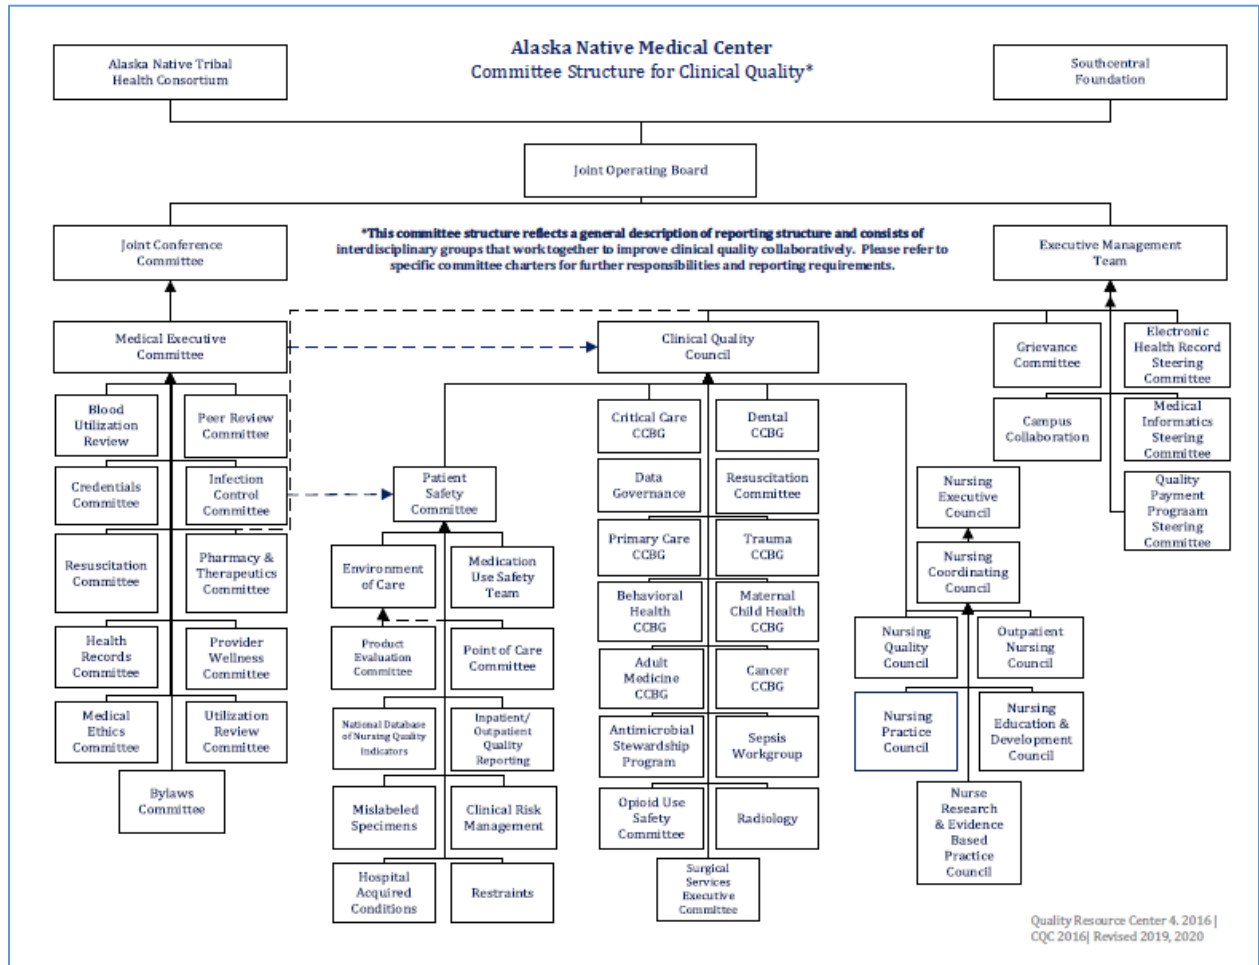 Alaska Native Medical Center
Committee Structure for Clinical Quality*
Alaska Native Tribal
Health Consortium
Southcentral
Foundation
Joint Operating Board
Joint Conference
Committee
*This committee structure reflects a general description of reporting structure and consists of
interdisciplinary groups that work together to improve clinical quality collaboratively. Please refer to
specific committee charters for further responsibilities and reporting requirements.
Executive Management
Team
Medical Executive
Committee
Clinical Quality
Council
Grievance
Committee
Electronic
Health Record
Steering
Committee
Blood
Utilization
Review
Peer Review
Committee
Critical Care
CCBG
Dental
CCBG
Campus
Collaboration
Medical
Informatics
Steering
Committee
Credentials
Committee
Infection
Control
Committee
Patient
Safety
Committee
Data
Governance
Resuscitation
Committee
Nursing
Executive
Council
Quality
Payment
Prograam
Steering
Committee
Resuscitation
Committee
Pharmacy &
Therapeutics
Committee
Environment
of Care
Medication
Use Safety
Team
Primary Care
CCBG
Trauma
CCBG
Nursing
Coordinating
Council
Behavioral
Health
CCBG
Maternal
Child Health
CCBG
Health
Records
Committee
Provider
Wellness
Committee
Product
Evaluation
Committee
Point of Care
Committee
Adult
Medicine
CCBG
Cancer
CCBG
Nursing
Quality
Council
Outpatient
Nursing
Council
Medical
Ethics
Committee
Utilization
Review
Committee
National Database
of Nursing Quality
Indicators
Inpatient/
Outpatient
Quality
Reporting
Antimicrobial
Stewardship
Program
Sepsis
Workgroup
Nursing
Practice
Council
Nursing
Education &
Development
Council
Bylaws
Committee
Mislabeled
Specimens
Clinical Risk
Management
Opioid Use
Safety
Committee
Radiology
Nurse
Research
& Evidence
Based
Practice
Council
Hospital
Acquired
Conditions
Restraints
Surgical
Services
Executive
Committee
Quality Resource Center 4. 2016 |
CQC 2016| Revised 2019, 2020